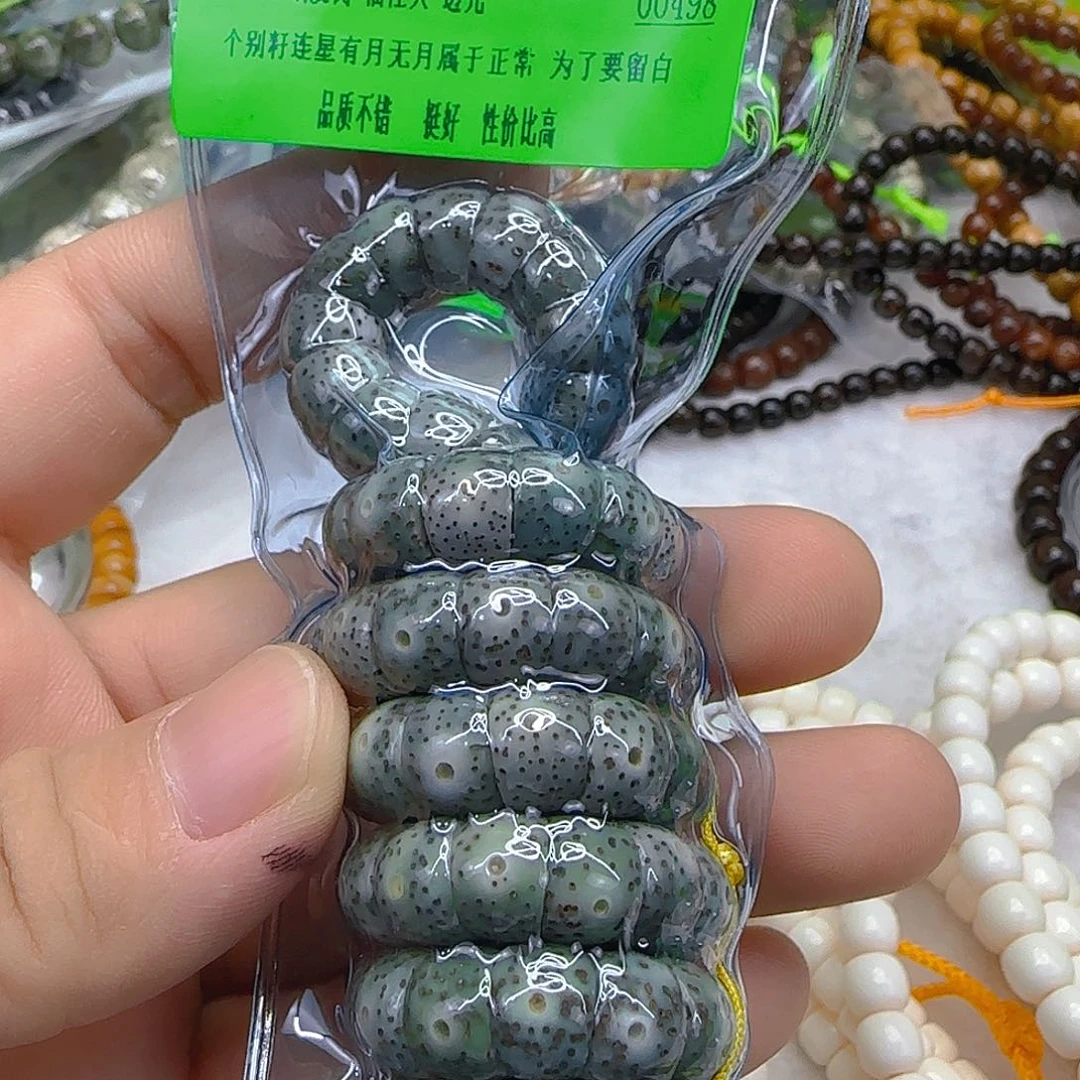 00498
个别籽连星有月无月属于正常 为了要留白
品质不错 挺好 性价比高